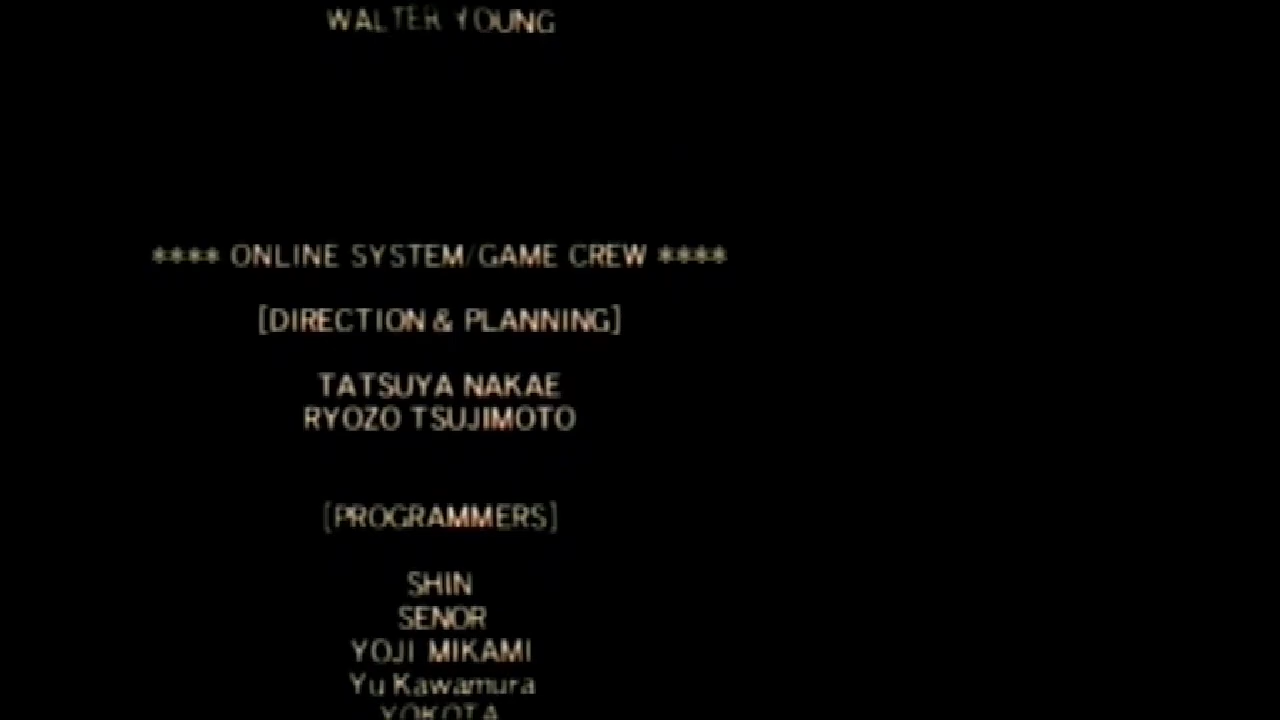 WALTER YOUNG
**** ONLINE SYSTEM/GAME CREW ****
[DIRECTION & PLANNING]
TATSUYA NAKAE
RYOZO TSUJIMOTO
[PROGRAMMERS]
SHIN
SENOR
YOJI MIKAMI
Yu Kawamura
YOKOTA